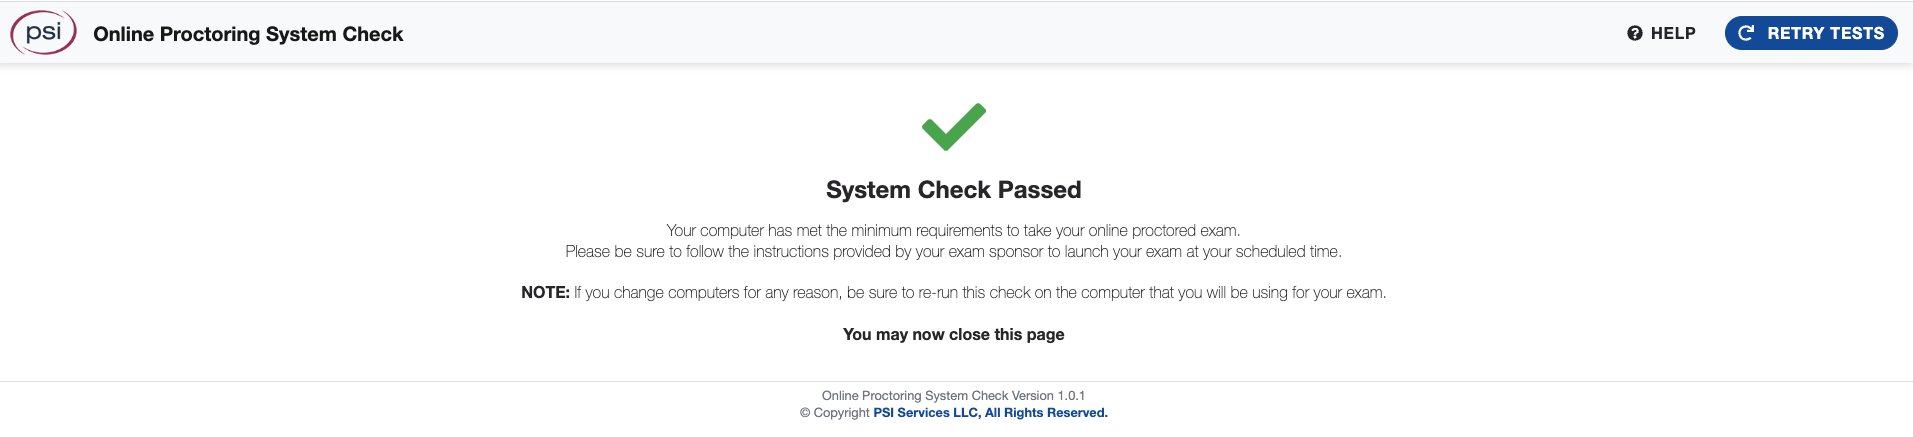 psi
Online Proctoring System Check
HELP
RETRY TESTS
System Check Passed
Your computer has met the minimum requirements to take your online proctored exam.
Please be sure to follow the instructions provided by your exam sponsor to launch your exam at your scheduled time.
NOTE: If you change computers for any reason, be sure to re-run this check on the computer that you will be using for your exam.
You may now close this page
Online Proctoring System Check Version 1.0.1
© Copyright PSI Services LLC, All Rights Reserved.